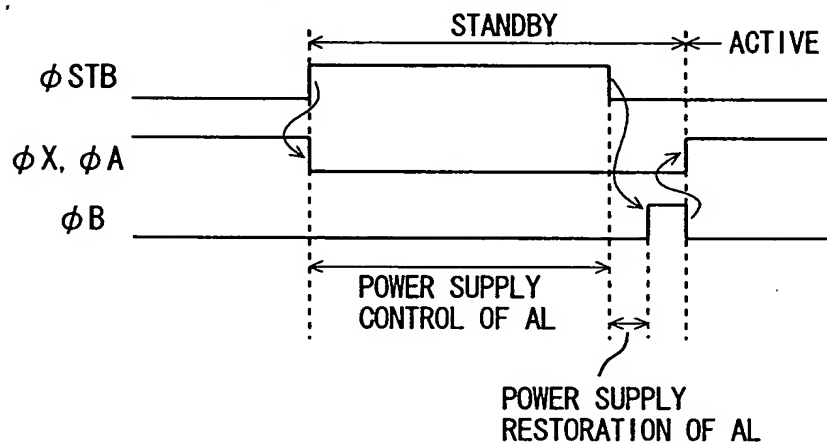 STANDBY
ACTIVE
φSTB
φX, φA
φB
POWER SUPPLY
CONTROL OF AL
POWER SUPPLY
RESTORATION OF AL